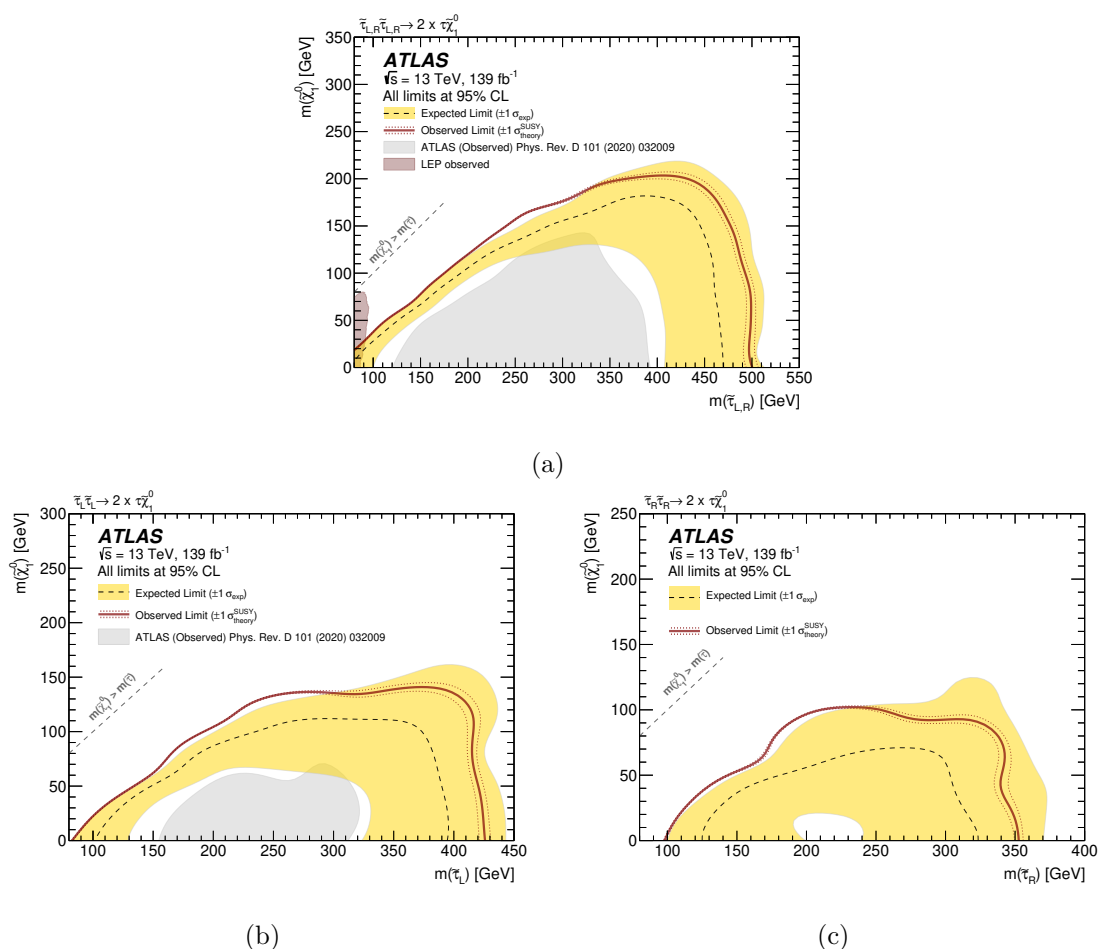 τ̃L,Rτ̃L,R→ 2 x τχ̃⁰₁
m(χ̃⁰₁) [GeV]
350
300
250
200
150
100
50
0
ATLAS
√s = 13 TeV, 139 fb⁻¹
All limits at 95% CL
Expected Limit (±1 σexp)
Observed Limit (±1 σSUSY theory)
ATLAS (Observed) Phys. Rev. D 101 (2020) 032009
LEP observed
m(χ̃⁰₁) > m(τ̃)
100 150 200 250 300 350 400 450 500 550
m(τ̃L,R) [GeV]
(a)
τ̃Lτ̃L→ 2 x τχ̃⁰₁
m(χ̃⁰₁) [GeV]
300
250
200
150
100
50
0
ATLAS
√s = 13 TeV, 139 fb⁻¹
All limits at 95% CL
Expected Limit (±1 σexp)
Observed Limit (±1 σSUSY theory)
ATLAS (Observed) Phys. Rev. D 101 (2020) 032009
m(χ̃⁰₁) > m(τ̃)
100 150 200 250 300 350 400 450
m(τ̃L) [GeV]
(b)
τ̃Rτ̃R→ 2 x τχ̃⁰₁
m(χ̃⁰₁) [GeV]
250
200
150
100
50
0
ATLAS
√s = 13 TeV, 139 fb⁻¹
All limits at 95% CL
Expected Limit (±1 σexp)
Observed Limit (±1 σSUSY theory)
m(χ̃⁰₁) > m(τ̃)
100 150 200 250 300 350 400
m(τ̃R) [GeV]
(c)